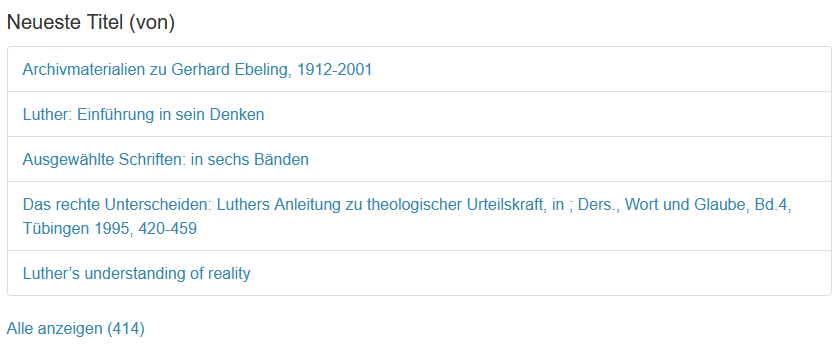 Neueste Titel (von)
Archivmaterialien zu Gerhard Ebeling, 1912-2001
Luther: Einführung in sein Denken
Ausgewählte Schriften: in sechs Bänden
Das rechte Unterscheiden: Luthers Anleitung zu theologischer Urteilskraft, in ; Ders., Wort und Glaube, Bd.4,
Tübingen 1995, 420-459
Luther’s understanding of reality
Alle anzeigen (414)